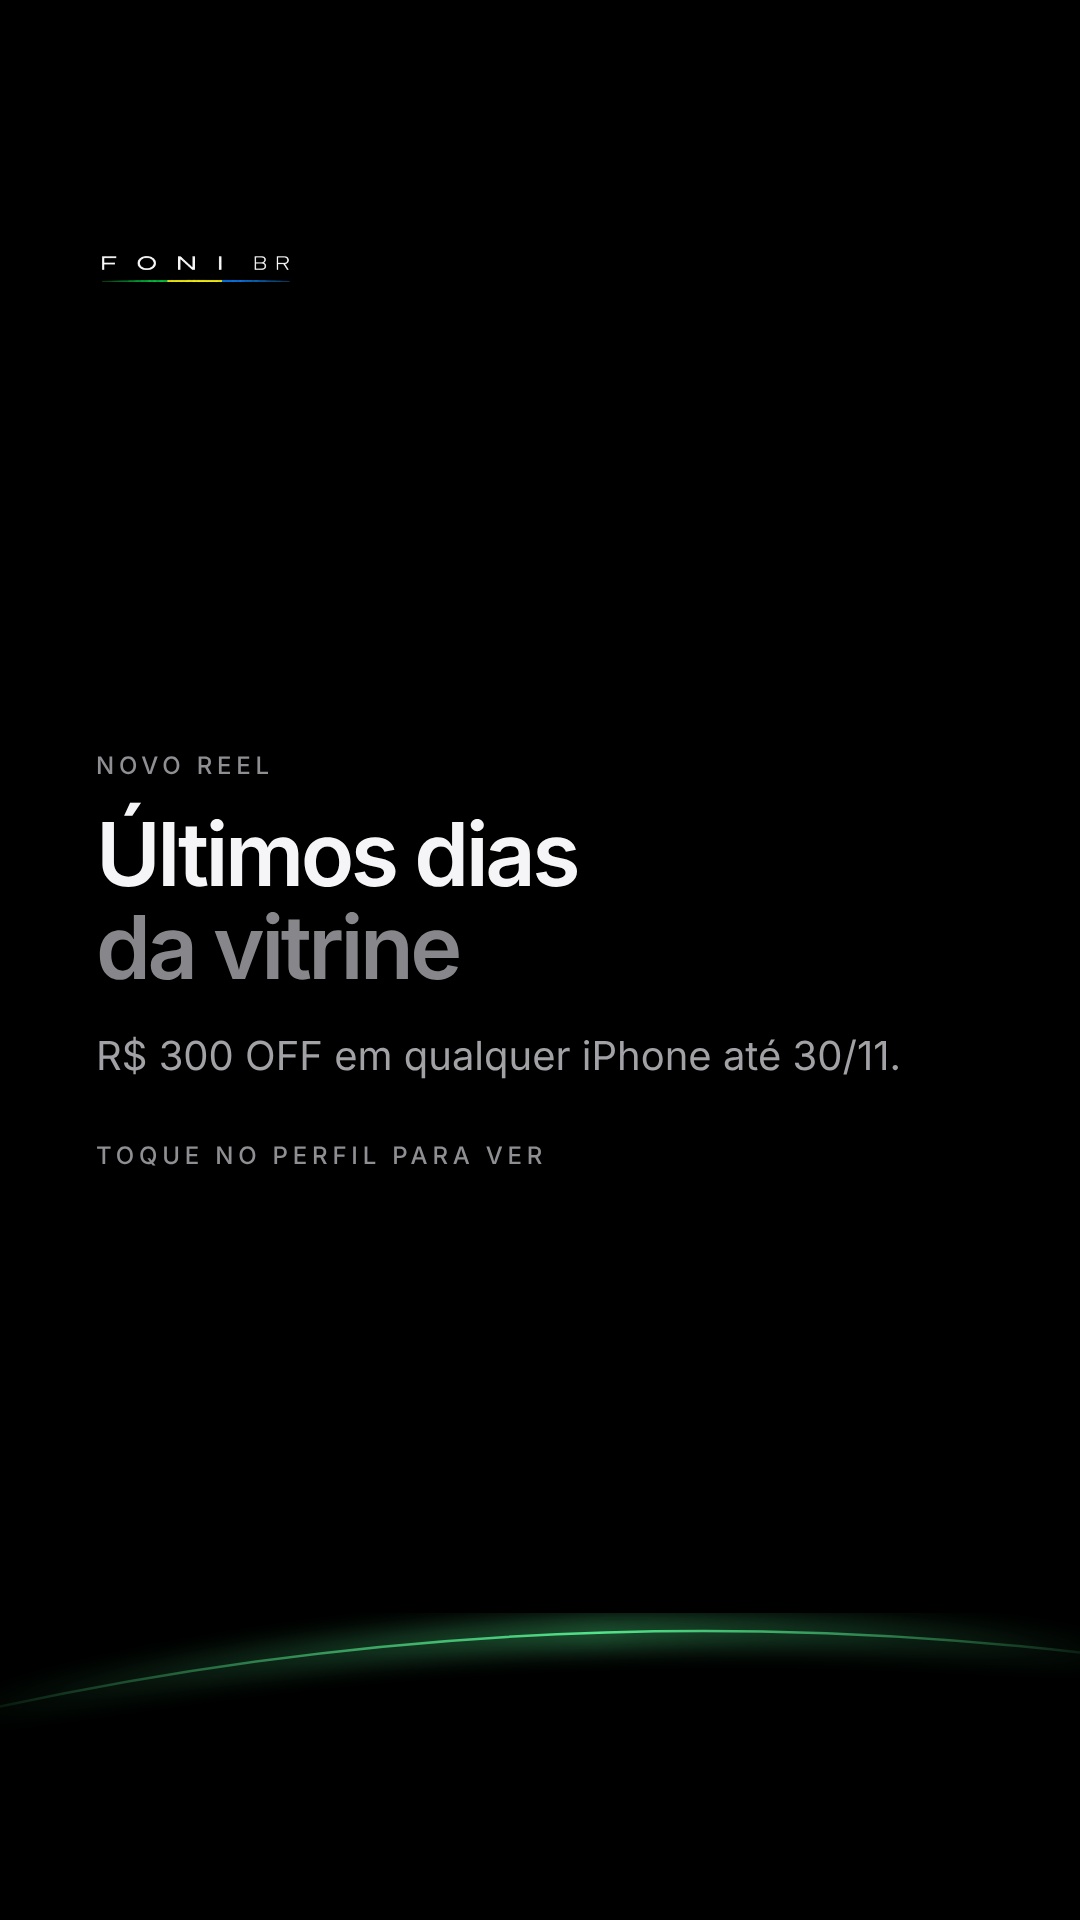 FONI BR
NOVO REEL
Últimos dias
da vitrine
R$ 300 OFF em qualquer iPhone até 30/11.
TOQUE NO PERFIL PARA VER